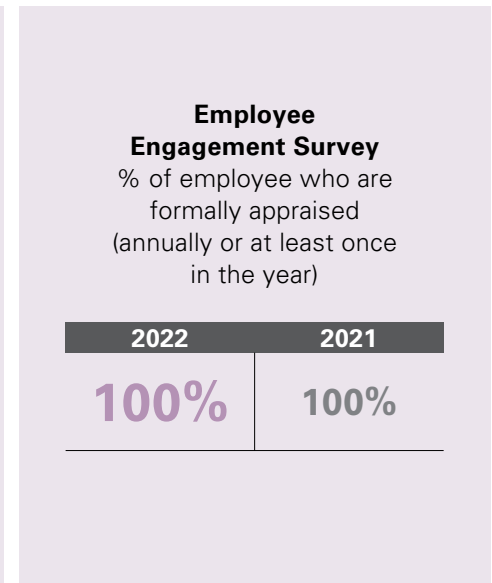 Employee
Engagement Survey
% of employee who are
formally appraised
(annually or at least once
in the year)
2022 2021
100% 100%